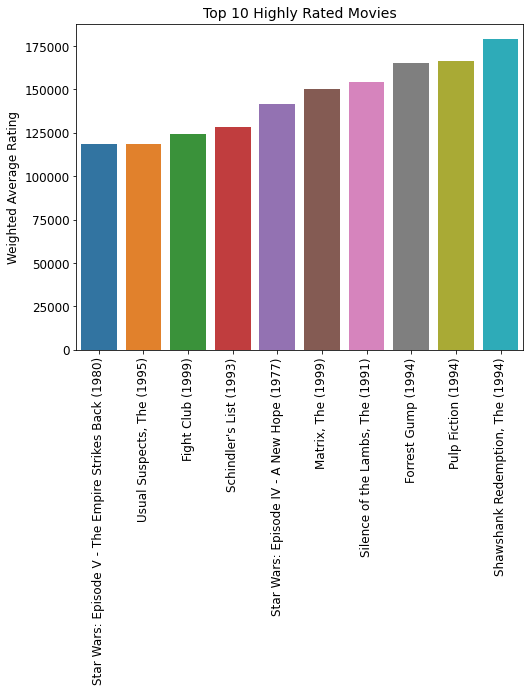 Top 10 Highly Rated Movies
Weighted Average Rating
175000
150000
125000
100000
75000
50000
25000
0
Star Wars: Episode V - The Empire Strikes Back (1980)
Usual Suspects, The (1995)
Fight Club (1999)
Schindler's List (1993)
Star Wars: Episode IV - A New Hope (1977)
Matrix, The (1999)
Silence of the Lambs, The (1991)
Forrest Gump (1994)
Pulp Fiction (1994)
Shawshank Redemption, The (1994)